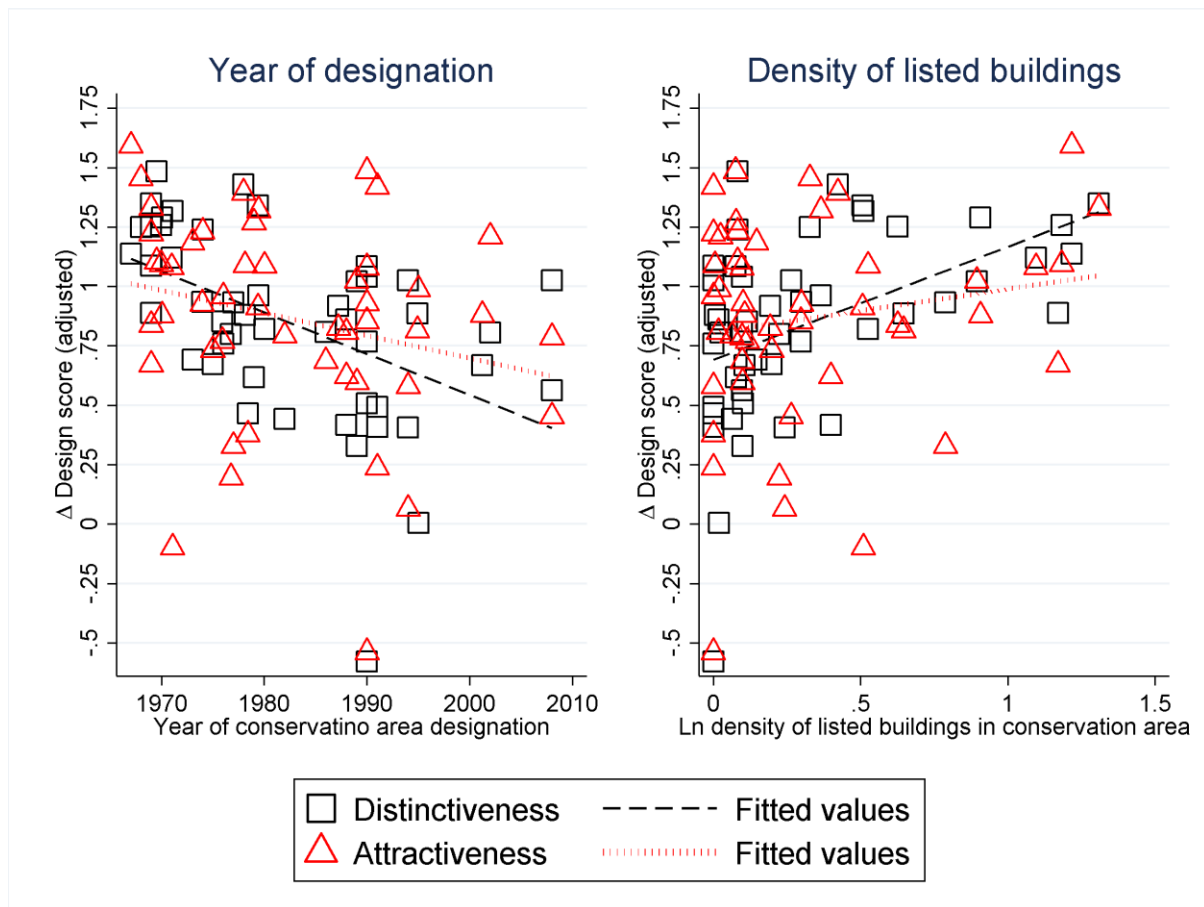 Year of designation
Density of listed buildings
Δ Design score (adjusted)
1.75
1.5
1.25
1
.75
.5
.25
0
-.25
-.5
1970 1980 1990 2000 2010
Year of conservatino area designation
Δ Design score (adjusted)
1.75
1.5
1.25
1
.75
.5
.25
0
-.25
-.5
0 .5 1 1.5
Ln density of listed buildings in conservation area
Distinctiveness Fitted values
Attractiveness Fitted values